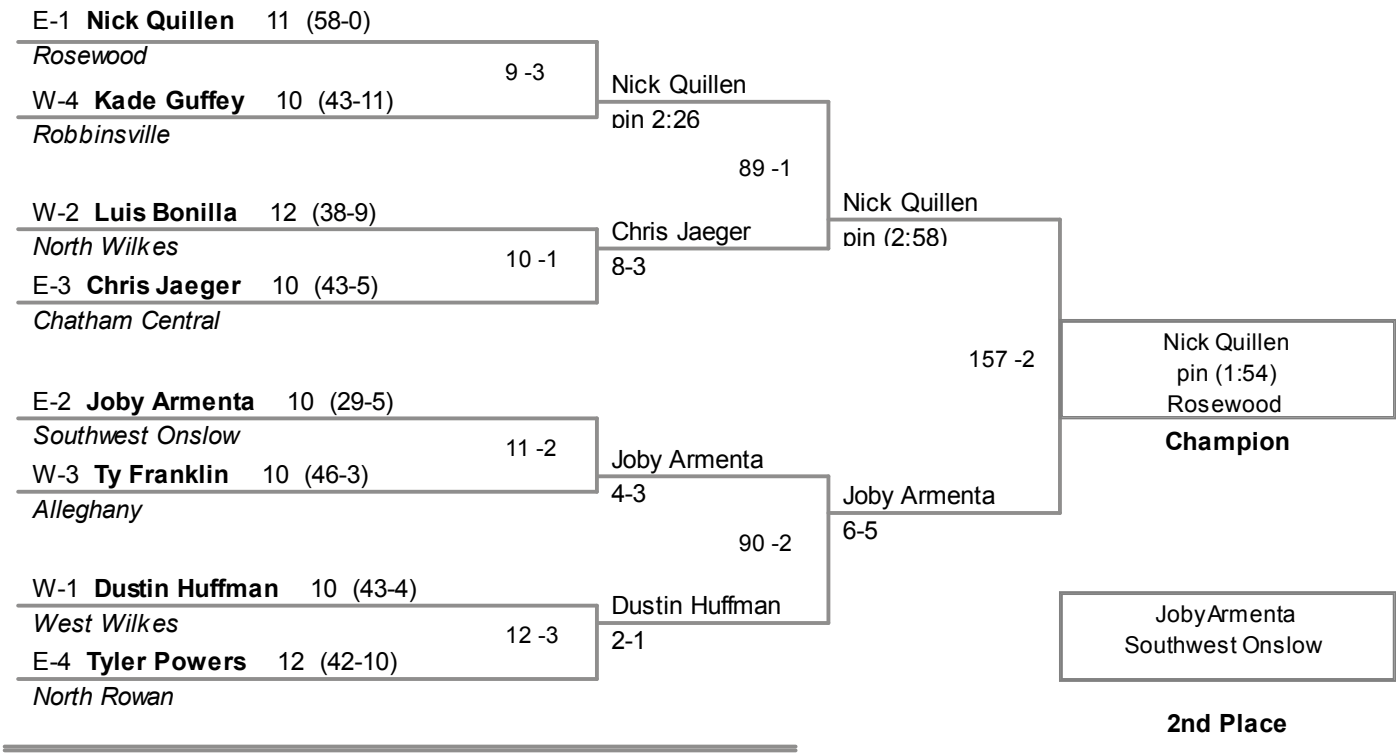 E-1 Nick Quillen 11 (58-0)
Rosewood
9 -3
W-4 Kade Guffey 10 (43-11)
Robbinsville
Nick Quillen
pin 2:26
89 -1
W-2 Luis Bonilla 12 (38-9)
North Wilkes
10 -1
E-3 Chris Jaeger 10 (43-5)
Chatham Central
Chris Jaeger
8-3
Nick Quillen
pin (2:58)
157 -2
Nick Quillen
pin (1:54)
Rosewood
Champion
E-2 Joby Armenta 10 (29-5)
Southwest Onslow
11 -2
W-3 Ty Franklin 10 (46-3)
Alleghany
Joby Armenta
4-3
90 -2
Joby Armenta
6-5
W-1 Dustin Huffman 10 (43-4)
West Wilkes
12 -3
E-4 Tyler Powers 12 (42-10)
North Rowan
Dustin Huffman
2-1
JobyArmenta
Southwest Onslow
2nd Place